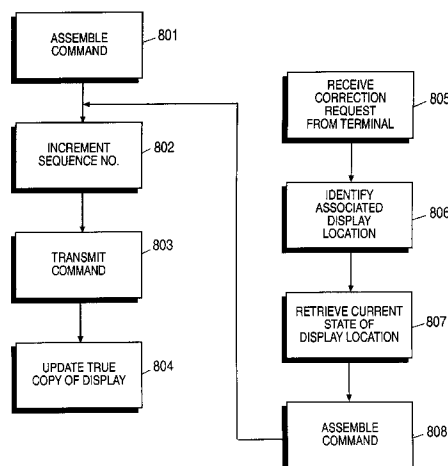 ASSEMBLE
COMMAND
801
INCREMENT
SEQUENCE NO.
802
TRANSMIT
COMMAND
803
UPDATE TRUE
COPY OF DISPLAY
804
RECEIVE
CORRECTION
REQUEST
FROM TERMINAL
805
IDENTIFY
ASSOCIATED
DISPLAY
LOCATION
806
RETRIEVE CURRENT
STATE OF
DISPLAY LOCATION
807
ASSEMBLE
COMMAND
808